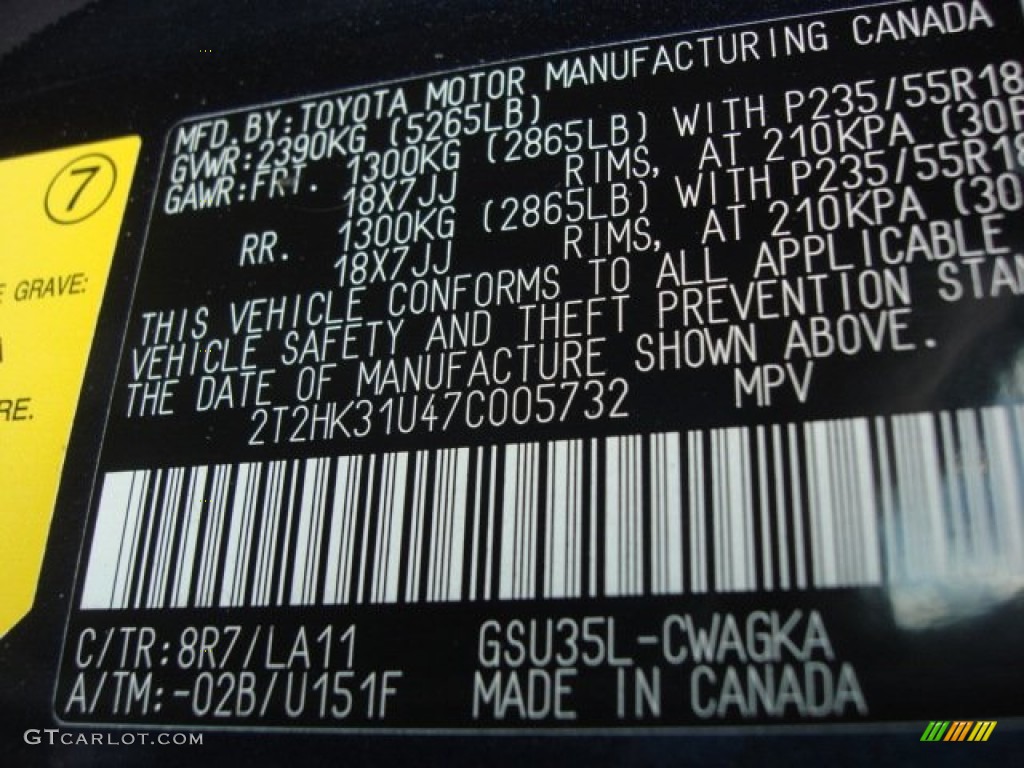 MFD.BY:TOYOTA MOTOR MANUFACTURING CANADA
GVWR:2390KG (5265LB)
GAWR:FRT. 1300KG (2865LB) WITH P235/55R18
18X7JJ RIMS, AT 210KPA (30P
RR. 1300KG (2865LB) WITH P235/55R18
18X7JJ RIMS, AT 210KPA (30
THIS VEHICLE CONFORMS TO ALL APPLICABLE
VEHICLE SAFETY AND THEFT PREVENTION STAN
THE DATE OF MANUFACTURE SHOWN ABOVE.
2T2HK31U47C005732 MPV
C/TR:8R7/LA11 GSU35L-CWAGKA
A/TM:-02B/U151F MADE IN CANADA
7
E GRAVE:
RE.
GTCARLOT.COM